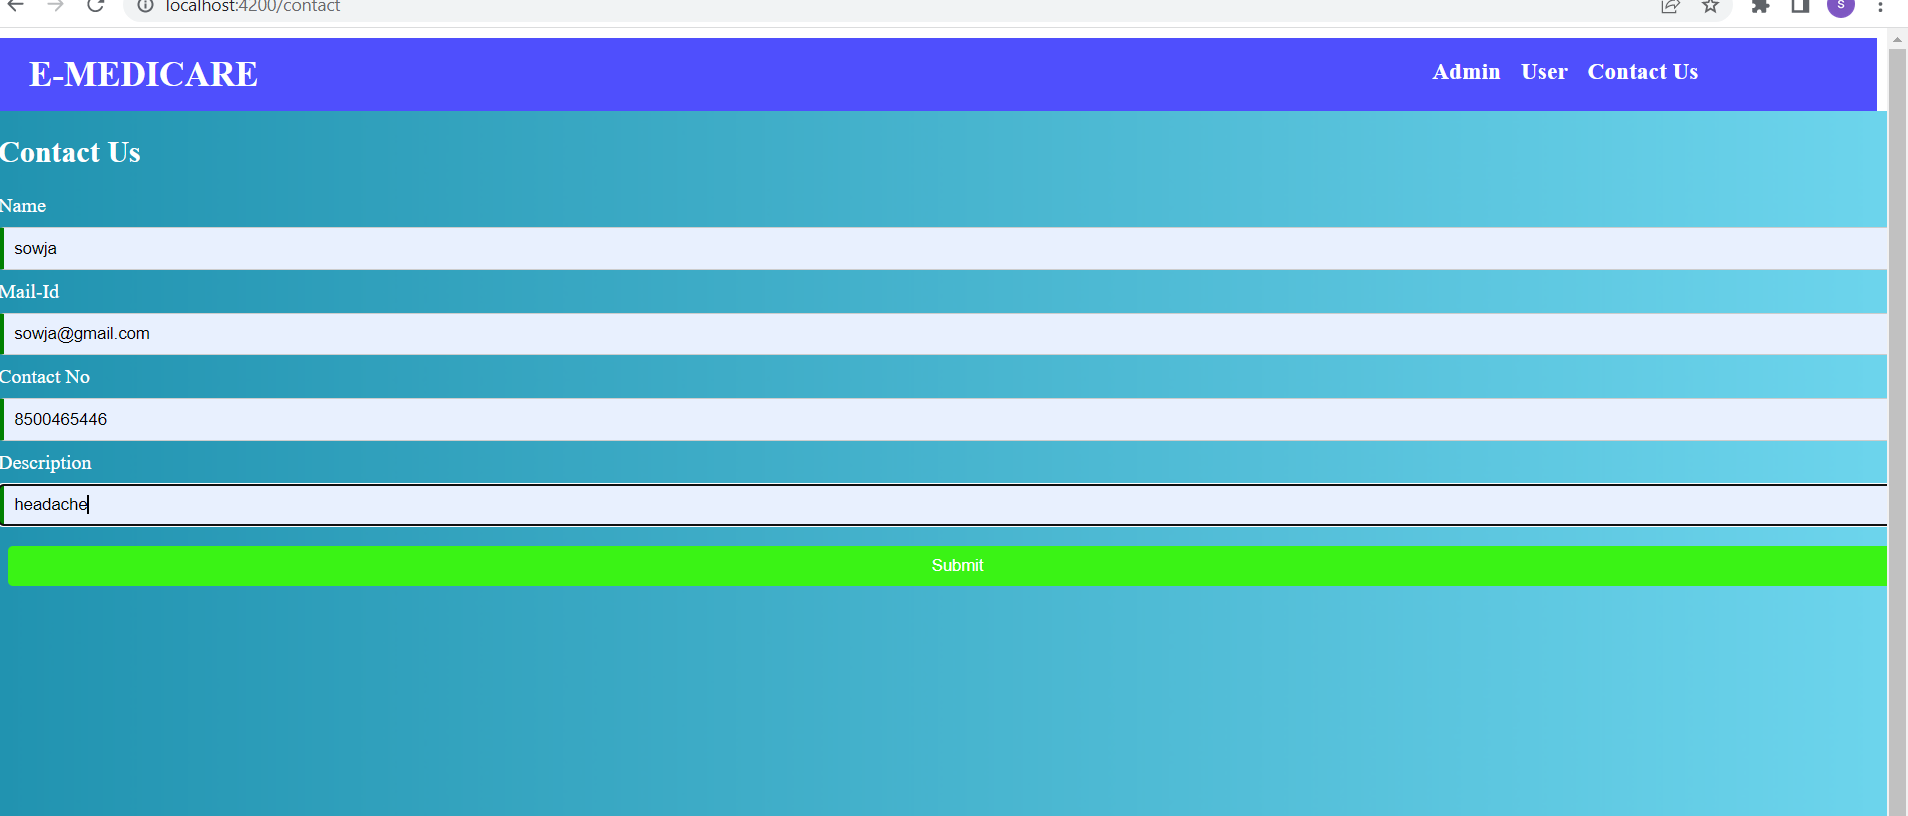 localhost:4200/contact
S
E-MEDICARE
Admin User Contact Us
Contact Us
Name
sowja
Mail-Id
sowja@gmail.com
Contact No
8500465446
Description
headache
Submit